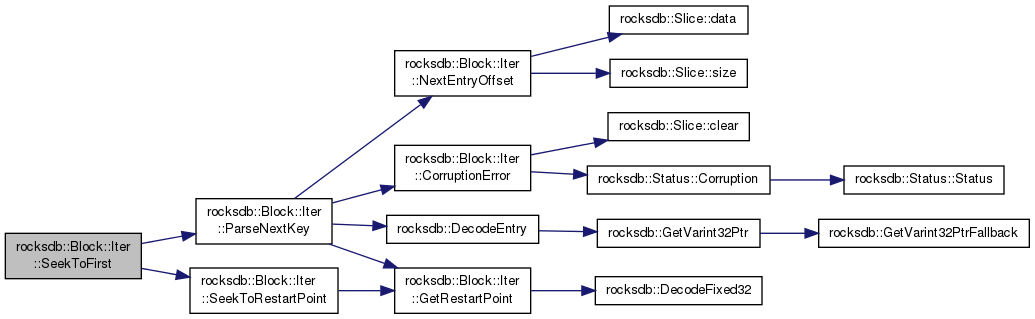 rocksdb::Block::Iter
::SeekToFirst
rocksdb::Block::Iter
::ParseNextKey
rocksdb::Block::Iter
::SeekToRestartPoint
rocksdb::Block::Iter
::NextEntryOffset
rocksdb::Block::Iter
::CorruptionError
rocksdb::DecodeEntry
rocksdb::Block::Iter
::GetRestartPoint
rocksdb::Slice::data
rocksdb::Slice::size
rocksdb::Slice::clear
rocksdb::Status::Corruption
rocksdb::GetVarint32Ptr
rocksdb::DecodeFixed32
rocksdb::Status::Status
rocksdb::GetVarint32PtrFallback